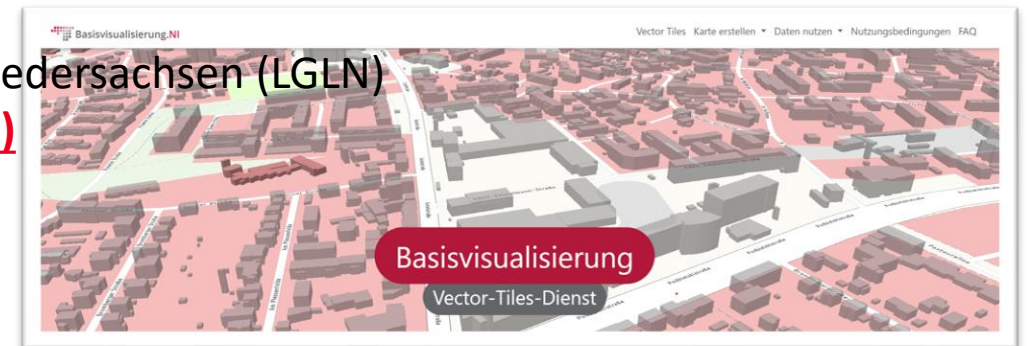 Basisvisualisierung.NI
Vector Tiles Karte erstellen Daten nutzen Nutzungsbedingungen FAQ
edersachsen (LGLN)
)
Basisvisualisierung
Vector-Tiles-Dienst